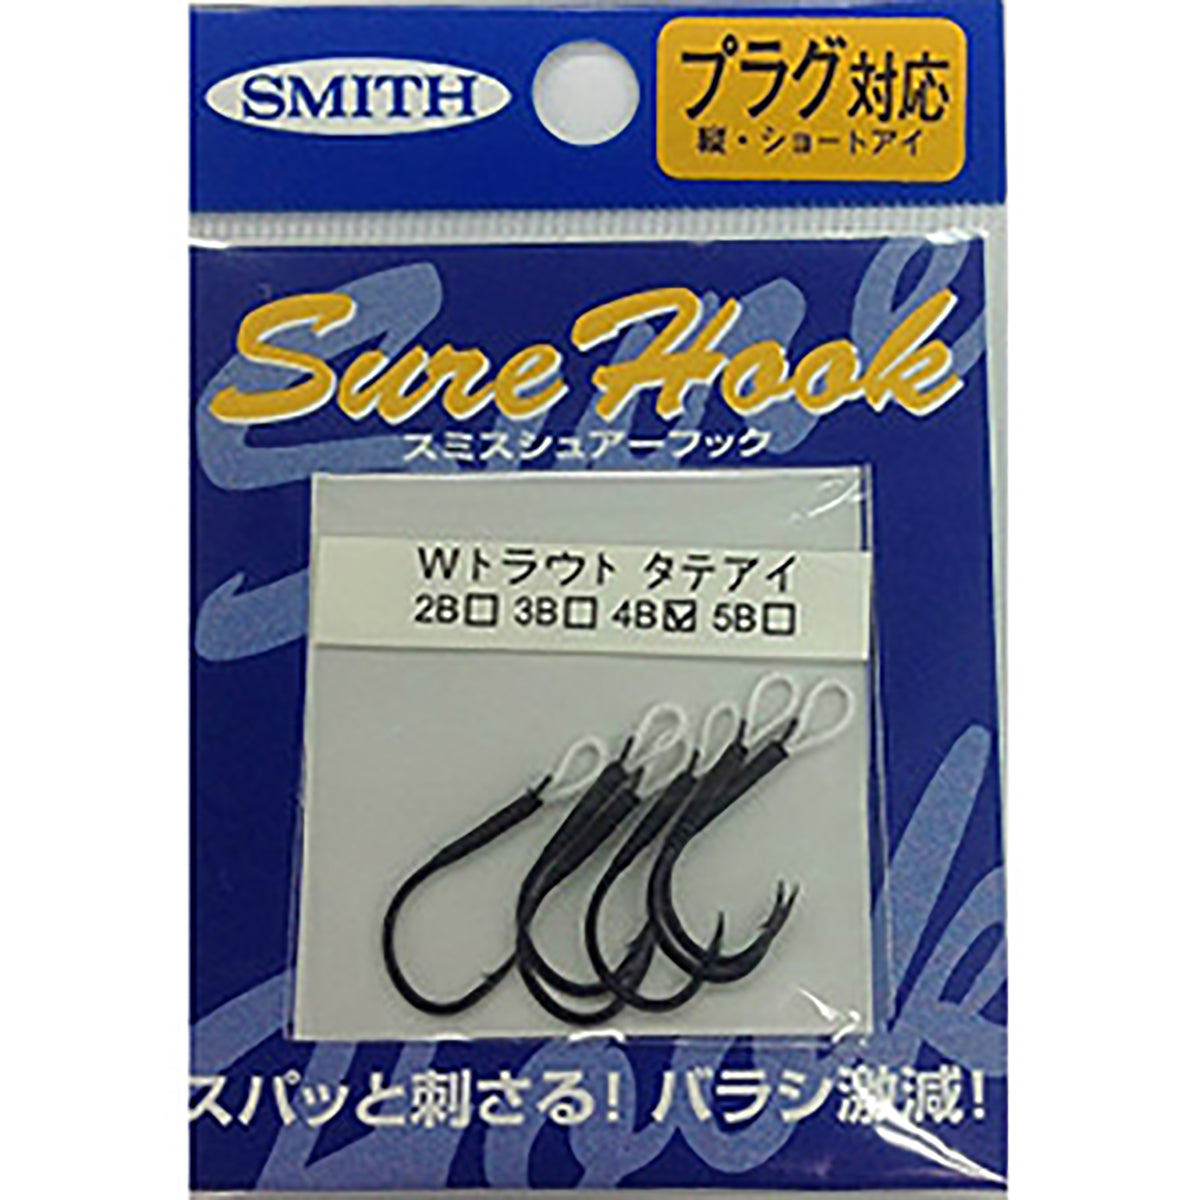 SMITH
プラグ対応
縦・ショートアイ
Sure Hook
スミスシュアーフック
Wトラウト タテアイ
2B☐ 3B☐ 4B☑ 5B☐
スパッと刺さる! バラシ激減!